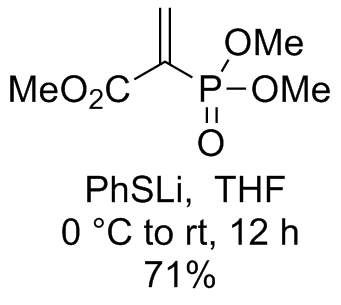 OMe
MeO₂C
P
OMe
O
PhSLi, THF
0 °C to rt, 12 h
71%